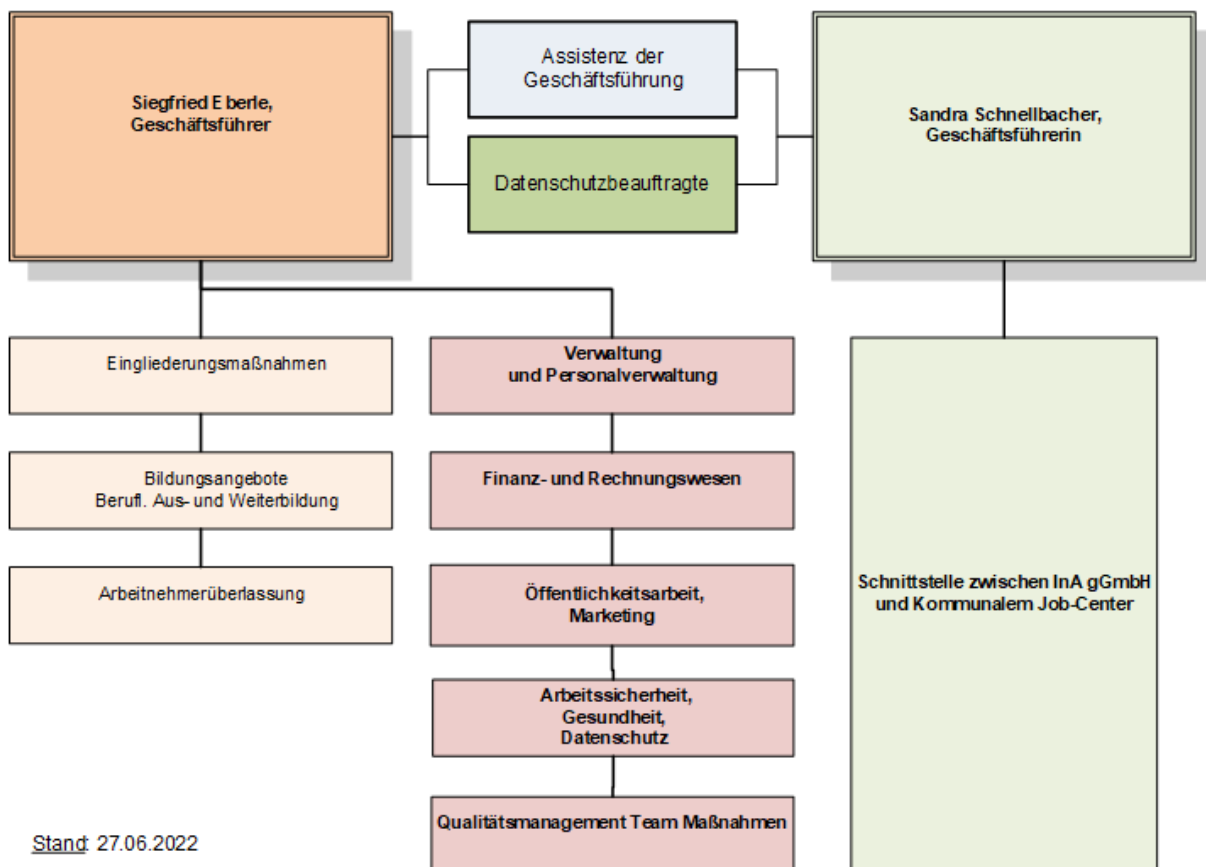 Siegfried Eberle,
Geschäftsführer
Assistenz der
Geschäftsführung
Datenschutzbeauftragte
Sandra Schnellbacher,
Geschäftsführerin
Eingliederungsmaßnahmen
Bildungsangebote
Berufl. Aus- und Weiterbildung
Arbeitnehmerüberlassung
Verwaltung
und Personalverwaltung
Finanz- und Rechnungswesen
Öffentlichkeitsarbeit,
Marketing
Arbeitssicherheit,
Gesundheit,
Datenschutz
Qualitätsmanagement Team Maßnahmen
Schnittstelle zwischen InA gGmbH
und Kommunalem Job-Center
Stand: 27.06.2022